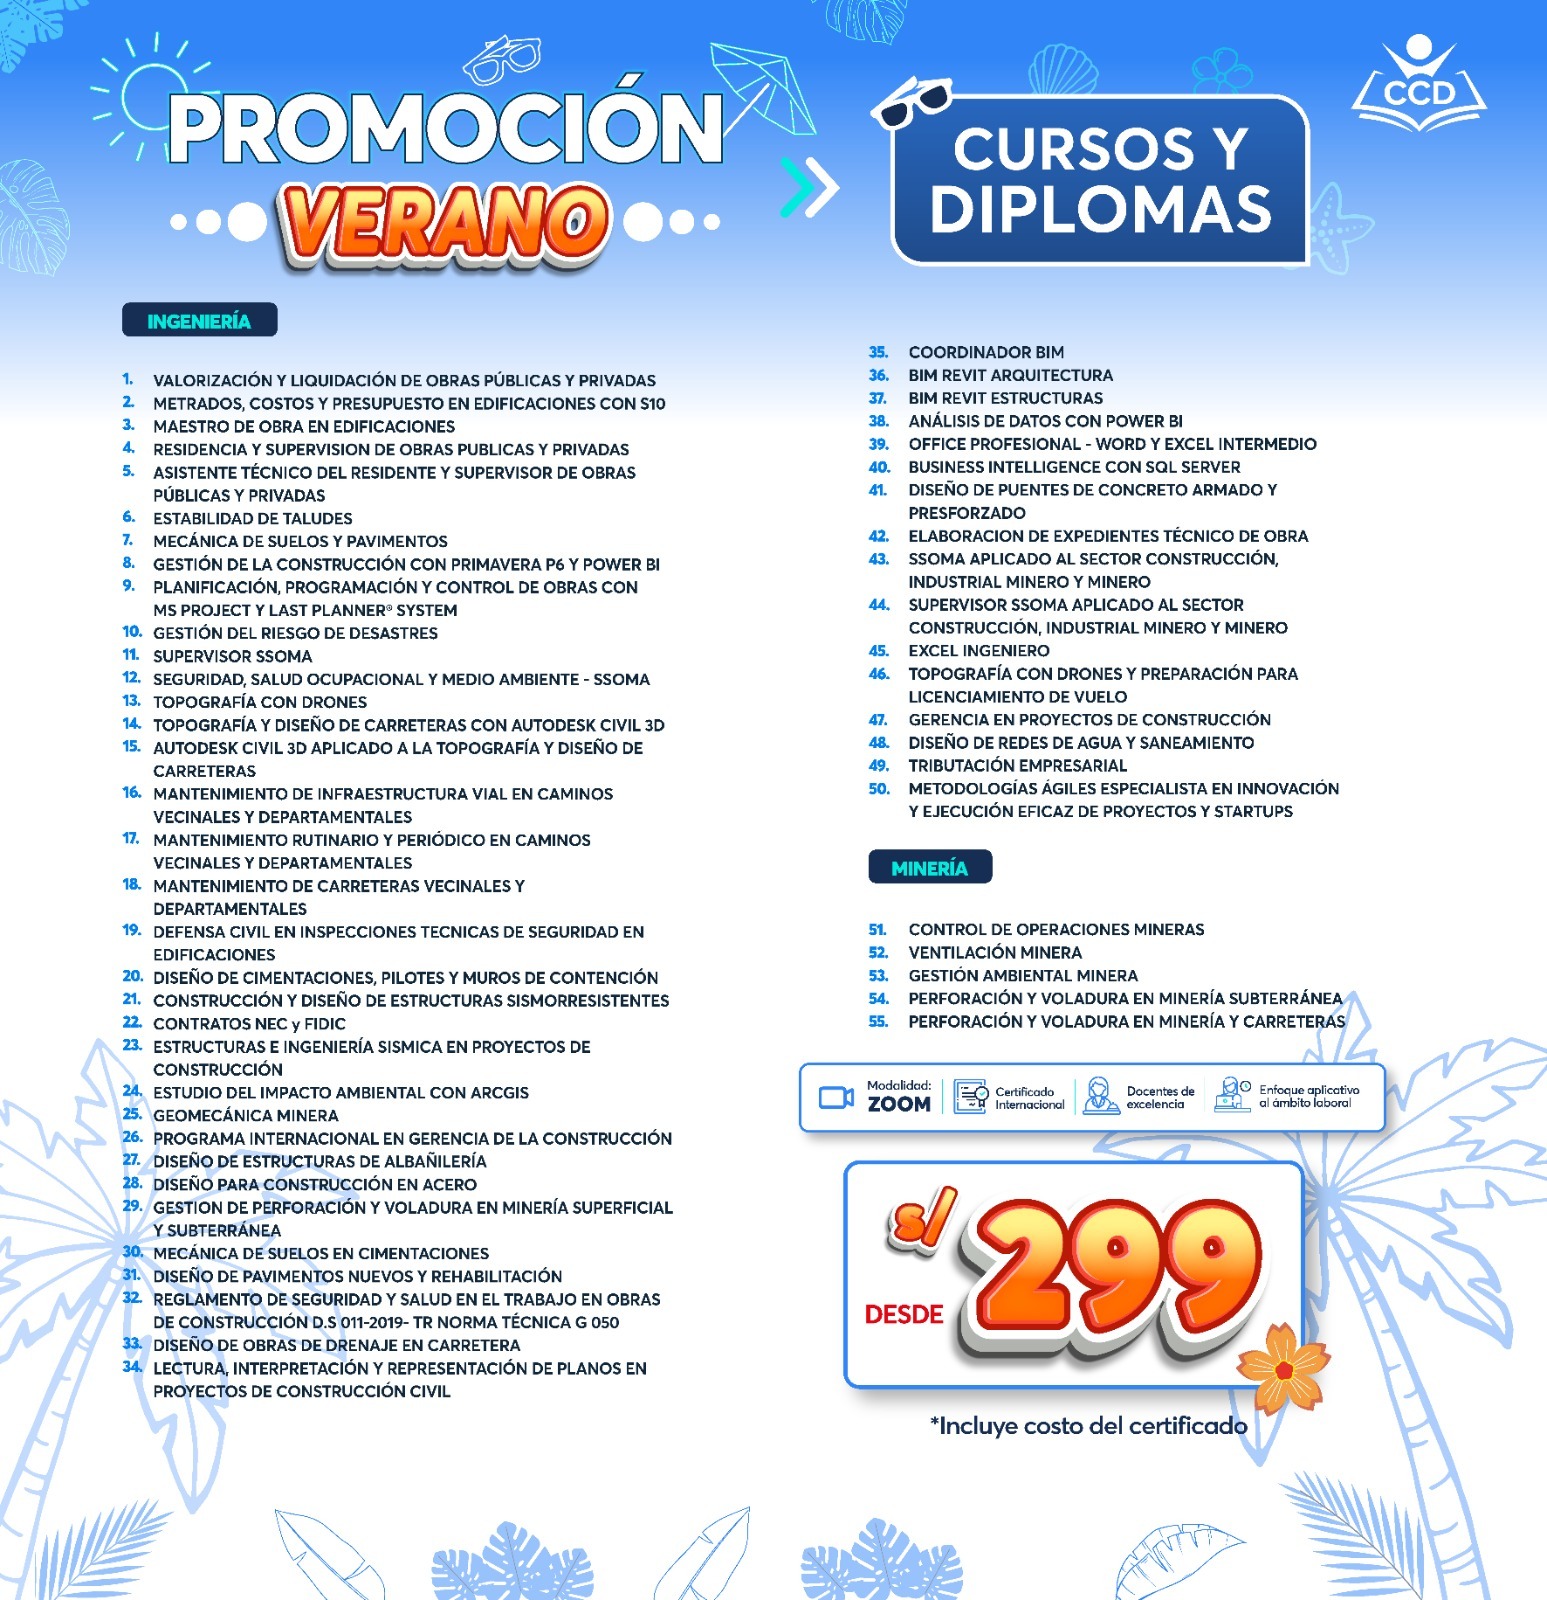 PROMOCIÓN
VERANO
CURSOS Y
DIPLOMAS
CCD
INGENIERÍA
1. VALORIZACIÓN Y LIQUIDACIÓN DE OBRAS PÚBLICAS Y PRIVADAS
2. METRADOS, COSTOS Y PRESUPUESTO EN EDIFICACIONES CON S10
3. MAESTRO DE OBRA EN EDIFICACIONES
4. RESIDENCIA Y SUPERVISION DE OBRAS PUBLICAS Y PRIVADAS
5. ASISTENTE TÉCNICO DEL RESIDENTE Y SUPERVISOR DE OBRAS
PÚBLICAS Y PRIVADAS
6. ESTABILIDAD DE TALUDES
7. MECÁNICA DE SUELOS Y PAVIMENTOS
8. GESTIÓN DE LA CONSTRUCCIÓN CON PRIMAVERA P6 Y POWER BI
9. PLANIFICACIÓN, PROGRAMACIÓN Y CONTROL DE OBRAS CON
MS PROJECT Y LAST PLANNER® SYSTEM
10. GESTIÓN DEL RIESGO DE DESASTRES
11. SUPERVISOR SSOMA
12. SEGURIDAD, SALUD OCUPACIONAL Y MEDIO AMBIENTE - SSOMA
13. TOPOGRAFÍA CON DRONES
14. TOPOGRAFÍA Y DISEÑO DE CARRETERAS CON AUTODESK CIVIL 3D
15. AUTODESK CIVIL 3D APLICADO A LA TOPOGRAFÍA Y DISEÑO DE
CARRETERAS
16. MANTENIMIENTO DE INFRAESTRUCTURA VIAL EN CAMINOS
VECINALES Y DEPARTAMENTALES
17. MANTENIMIENTO RUTINARIO Y PERIÓDICO EN CAMINOS
VECINALES Y DEPARTAMENTALES
18. MANTENIMIENTO DE CARRETERAS VECINALES Y
DEPARTAMENTALES
19. DEFENSA CIVIL EN INSPECCIONES TECNICAS DE SEGURIDAD EN
EDIFICACIONES
20. DISEÑO DE CIMENTACIONES, PILOTES Y MUROS DE CONTENCIÓN
21. CONSTRUCCIÓN Y DISEÑO DE ESTRUCTURAS SISMORRESISTENTES
22. CONTRATOS NEC y FIDIC
23. ESTRUCTURAS E INGENIERÍA SISMICA EN PROYECTOS DE
CONSTRUCCIÓN
24. ESTUDIO DEL IMPACTO AMBIENTAL CON ARCGIS
25. GEOMECÁNICA MINERA
26. PROGRAMA INTERNACIONAL EN GERENCIA DE LA CONSTRUCCIÓN
27. DISEÑO DE ESTRUCTURAS DE ALBAÑILERÍA
28. DISEÑO PARA CONSTRUCCIÓN EN ACERO
29. GESTION DE PERFORACIÓN Y VOLADURA EN MINERÍA SUPERFICIAL
Y SUBTERRÁNEA
30. MECÁNICA DE SUELOS EN CIMENTACIONES
31. DISEÑO DE PAVIMENTOS NUEVOS Y REHABILITACIÓN
32. REGLAMENTO DE SEGURIDAD Y SALUD EN EL TRABAJO EN OBRAS
DE CONSTRUCCIÓN D.S 011-2019- TR NORMA TÉCNICA G 050
33. DISEÑO DE OBRAS DE DRENAJE EN CARRETERA
34. LECTURA, INTERPRETACIÓN Y REPRESENTACIÓN DE PLANOS EN
PROYECTOS DE CONSTRUCCIÓN CIVIL
35. COORDINADOR BIM
36. BIM REVIT ARQUITECTURA
37. BIM REVIT ESTRUCTURAS
38. ANÁLISIS DE DATOS CON POWER BI
39. OFFICE PROFESIONAL - WORD Y EXCEL INTERMEDIO
40. BUSINESS INTELLIGENCE CON SQL SERVER
41. DISEÑO DE PUENTES DE CONCRETO ARMADO Y
PRESFORZADO
42. ELABORACION DE EXPEDIENTES TÉCNICO DE OBRA
43. SSOMA APLICADO AL SECTOR CONSTRUCCIÓN,
INDUSTRIAL MINERO Y MINERO
44. SUPERVISOR SSOMA APLICADO AL SECTOR
CONSTRUCCIÓN, INDUSTRIAL MINERO Y MINERO
45. EXCEL INGENIERO
46. TOPOGRAFÍA CON DRONES Y PREPARACIÓN PARA
LICENCIAMIENTO DE VUELO
47. GERENCIA EN PROYECTOS DE CONSTRUCCIÓN
48. DISEÑO DE REDES DE AGUA Y SANEAMIENTO
49. TRIBUTACIÓN EMPRESARIAL
50. METODOLOGÍAS ÁGILES ESPECIALISTA EN INNOVACIÓN
Y EJECUCIÓN EFICAZ DE PROYECTOS Y STARTUPS
MINERÍA
51. CONTROL DE OPERACIONES MINERAS
52. VENTILACIÓN MINERA
53. GESTIÓN AMBIENTAL MINERA
54. PERFORACIÓN Y VOLADURA EN MINERÍA SUBTERRÁNEA
55. PERFORACIÓN Y VOLADURA EN MINERÍA Y CARRETERAS
Modalidad:
ZOOM
Certificado
Internacional
Docentes de
excelencia
Enfoque aplicativo
al ámbito laboral
DESDE s/ 299
*Incluye costo del certificado